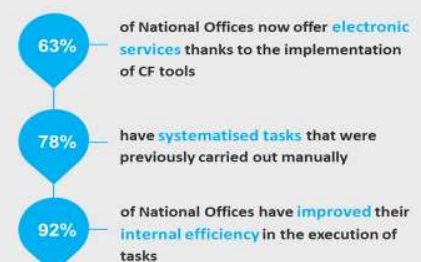 63%
of National Offices now offer electronic
services thanks to the implementation
of CF tools
78%
have systematised tasks that were
previously carried out manually
92%
of National Offices have improved their
internal efficiency in the execution of
tasks